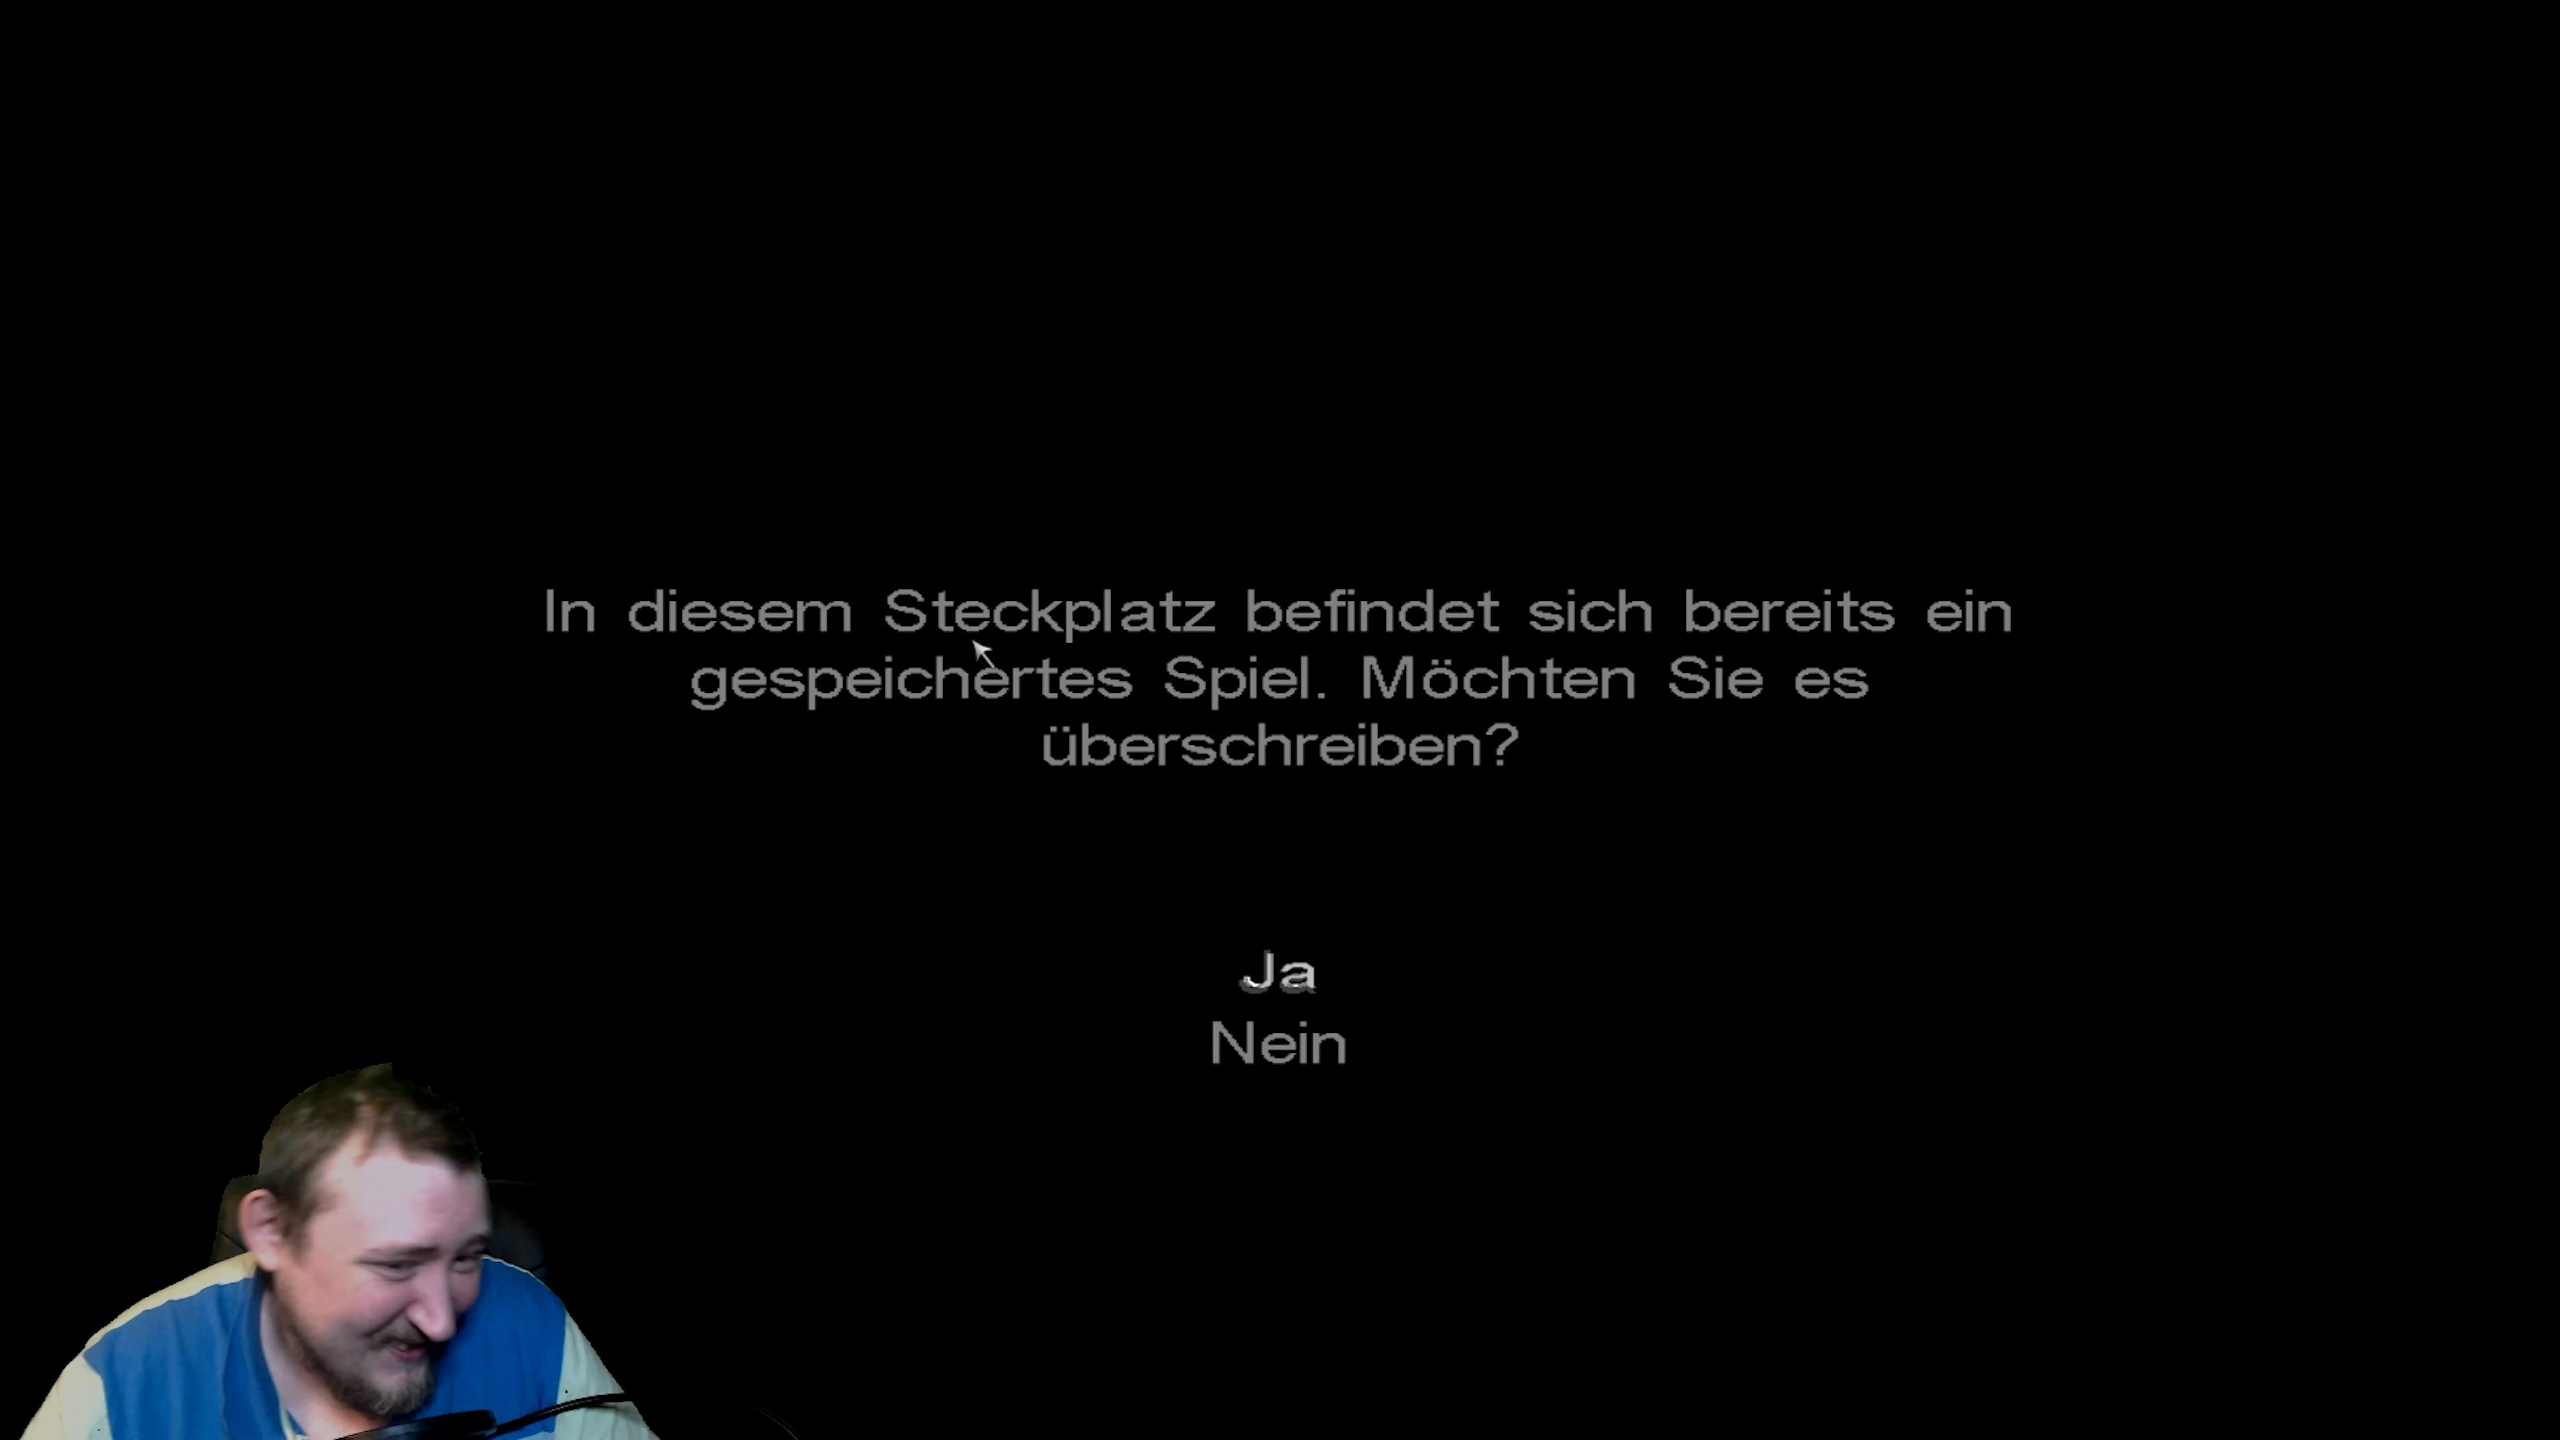 In diesem Steckplatz befindet sich bereits ein
gespeichertes Spiel. Möchten Sie es
überschreiben?
Ja
Nein